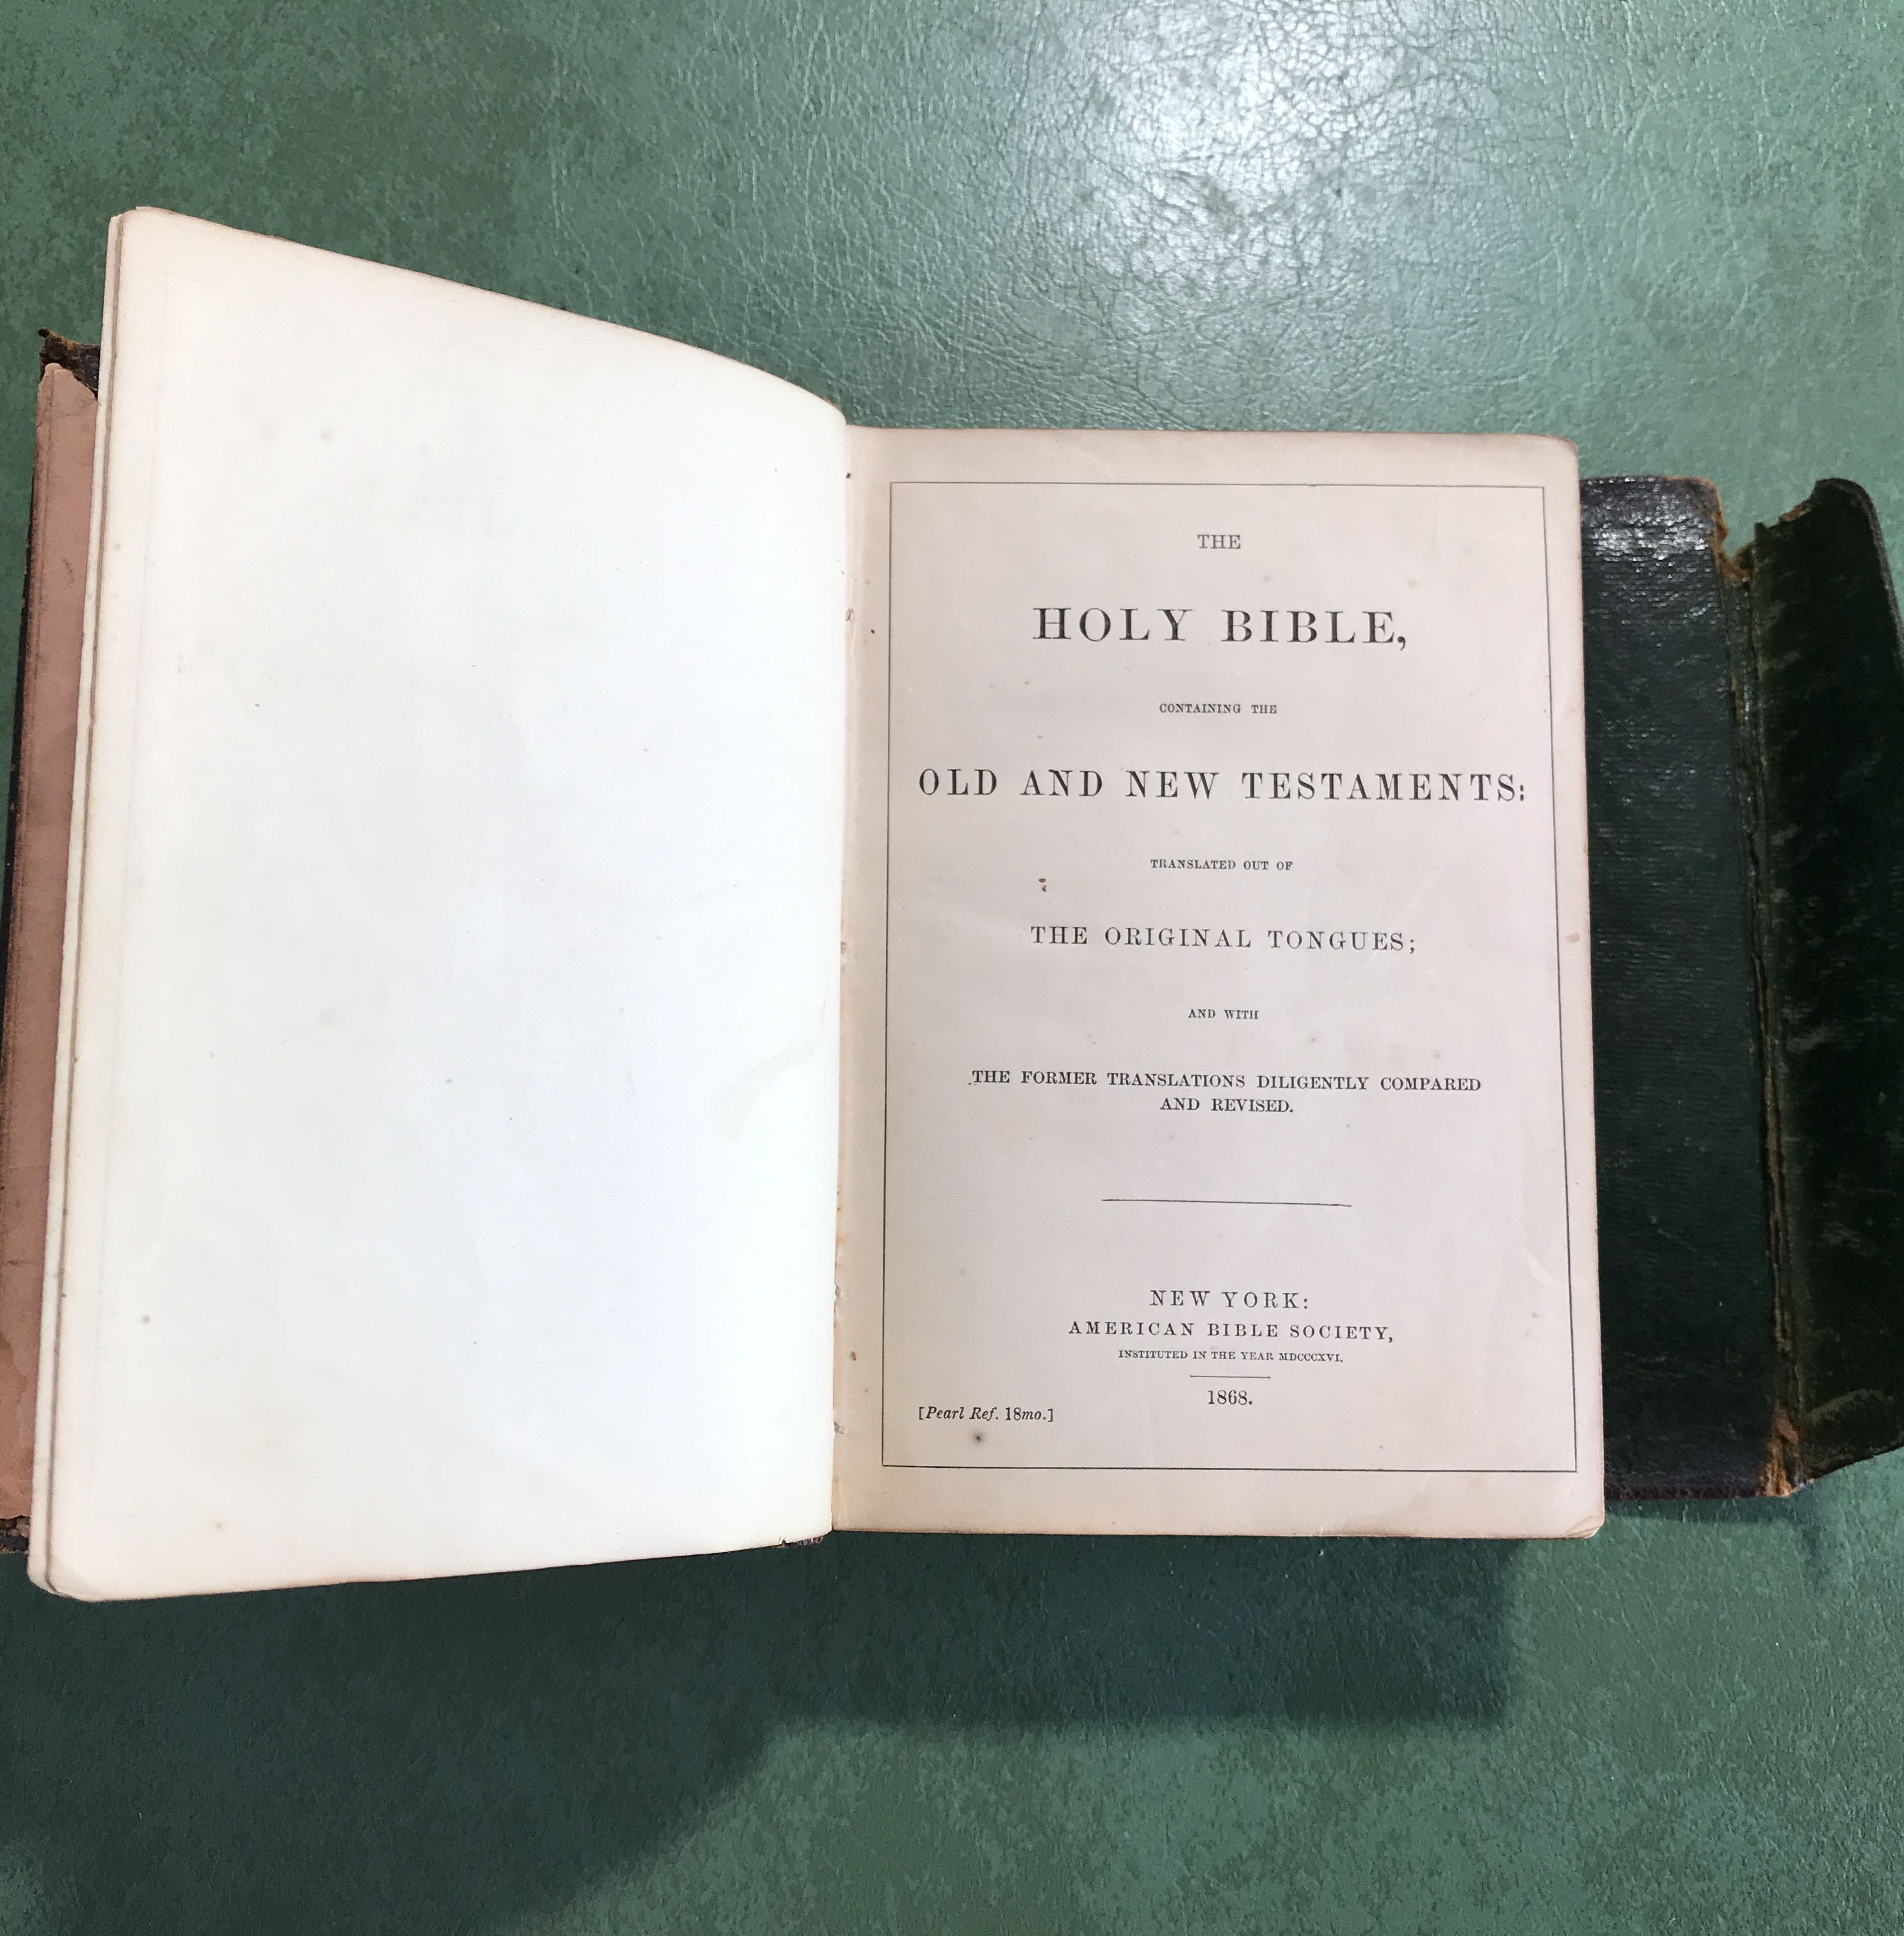 THE
HOLY BIBLE,
CONTAINING THE
OLD AND NEW TESTAMENTS:
TRANSLATED OUT OF
THE ORIGINAL TONGUES;
AND WITH
THE FORMER TRANSLATIONS DILIGENTLY COMPARED
AND REVISED.
NEW YORK:
AMERICAN BIBLE SOCIETY,
INSTITUTED IN THE YEAR MDCCCXVI.
1868.
[Pearl Ref. 18mo.]